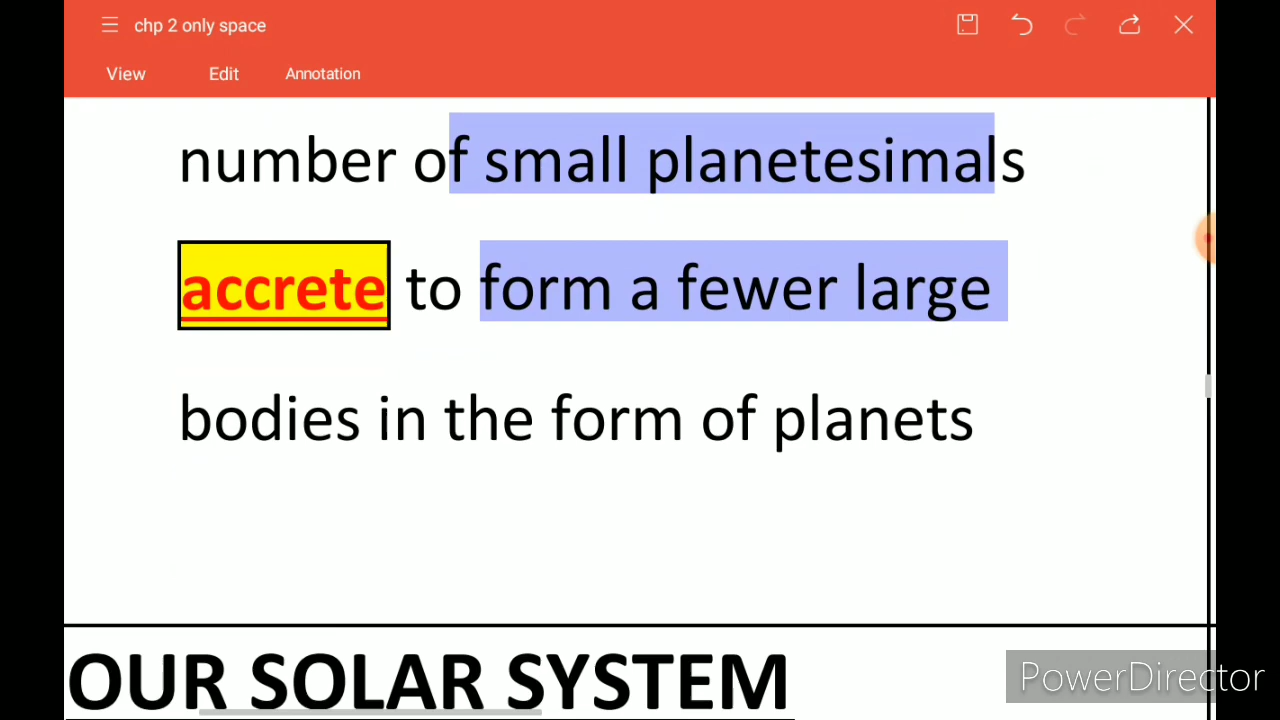 chp 2 only space
View Edit Annotation
number of small planetesimals
accrete to form a fewer large
bodies in the form of planets
OUR SOLAR SYSTEM
PowerDirector